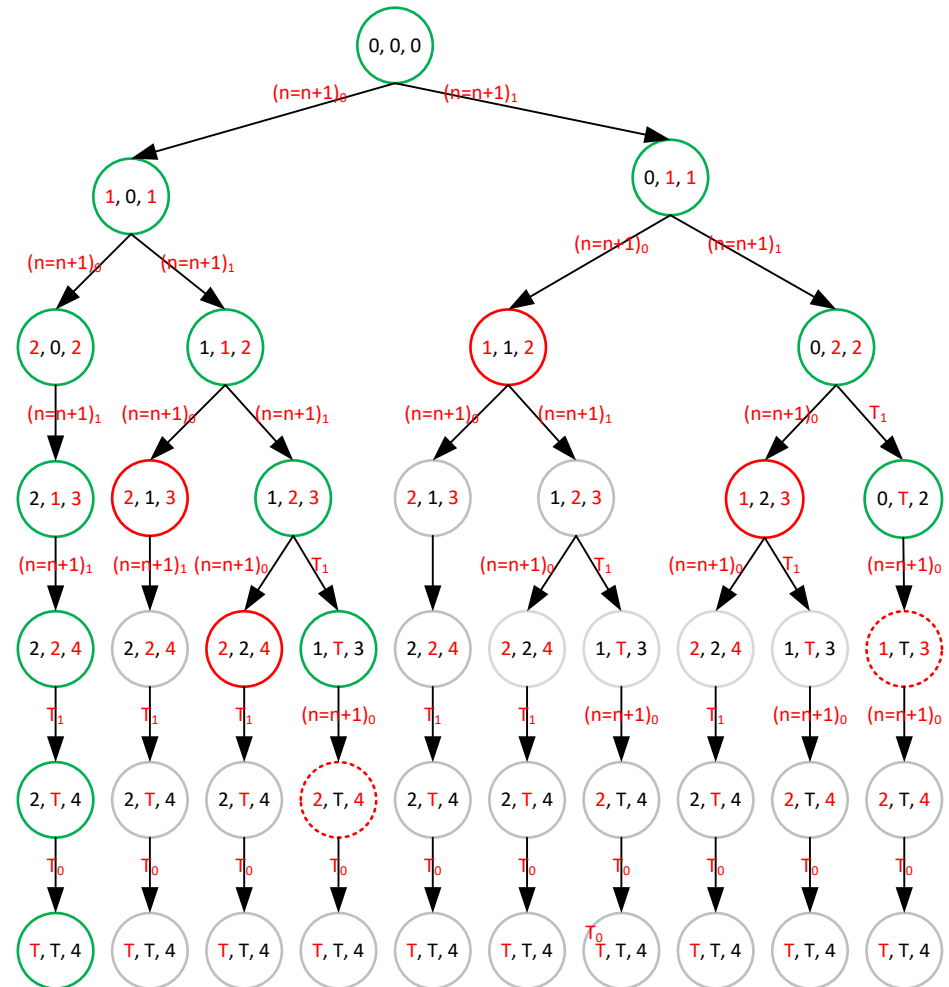 0, 0, 0
(n=n+1)₀ (n=n+1)₁
1, 0, 1 0, 1, 1
(n=n+1)₀ (n=n+1)₁ (n=n+1)₀ (n=n+1)₁
2, 0, 2 1, 1, 2 1, 1, 2 0, 2, 2
(n=n+1)₁ (n=n+1)₀ (n=n+1)₁ (n=n+1)₀ (n=n+1)₁ (n=n+1)₀ T₁
2, 1, 3 2, 1, 3 1, 2, 3 2, 1, 3 1, 2, 3 1, 2, 3 0, T, 2
(n=n+1)₁ (n=n+1)₁ (n=n+1)₀ T₁ (n=n+1)₀ T₁ (n=n+1)₀ T₁ (n=n+1)₀
2, 2, 4 2, 2, 4 2, 2, 4 1, T, 3 2, 2, 4 2, 2, 4 1, T, 3 2, 2, 4 1, T, 3 1, T, 3
T₁ T₁ T₁ (n=n+1)₀ T₁ T₁ (n=n+1)₀ T₁ (n=n+1)₀ (n=n+1)₀
2, T, 4 2, T, 4 2, T, 4 2, T, 4 2, T, 4 2, T, 4 2, T, 4 2, T, 4 2, T, 4 2, T, 4
T₀ T₀ T₀ T₀ T₀ T₀ T₀ T₀ T₀ T₀
T, T, 4 T, T, 4 T, T, 4 T, T, 4 T, T, 4 T, T, 4 T, T, 4 T, T, 4 T, T, 4 T, T, 4